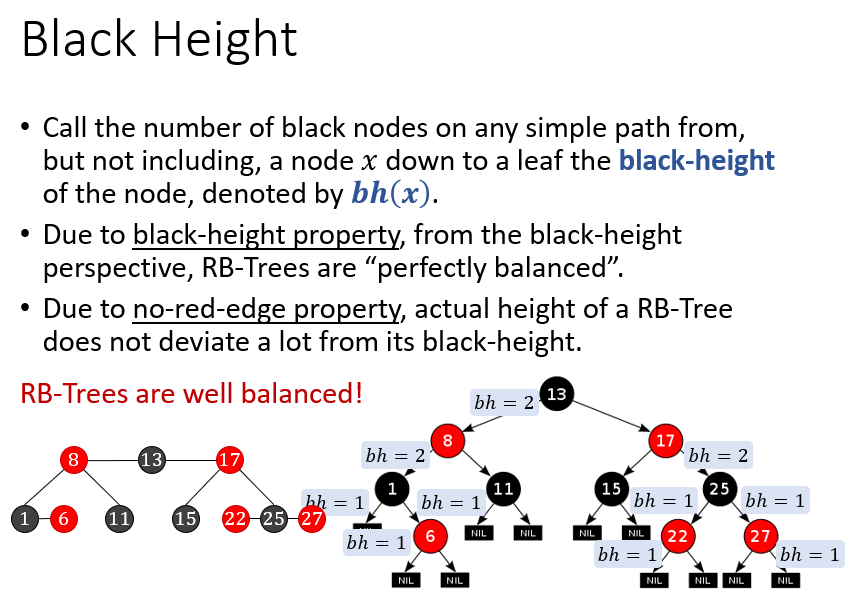 Black Height
• Call the number of black nodes on any simple path from,
but not including, a node x down to a leaf the black-height
of the node, denoted by bh(x).
• Due to black-height property, from the black-height
perspective, RB-Trees are “perfectly balanced”.
• Due to no-red-edge property, actual height of a RB-Tree
does not deviate a lot from its black-height.
RB-Trees are well balanced!
8 13 17
1 6 11 15 22 25 27
bh = 2 13
bh = 2 8 17 bh = 2
bh = 1 1 bh = 1 11 15 bh = 1 25 bh = 1
bh = 1 6 NIL NIL NIL NIL 22 27
bh = 1 bh = 1
NIL NIL NIL NIL NIL NIL